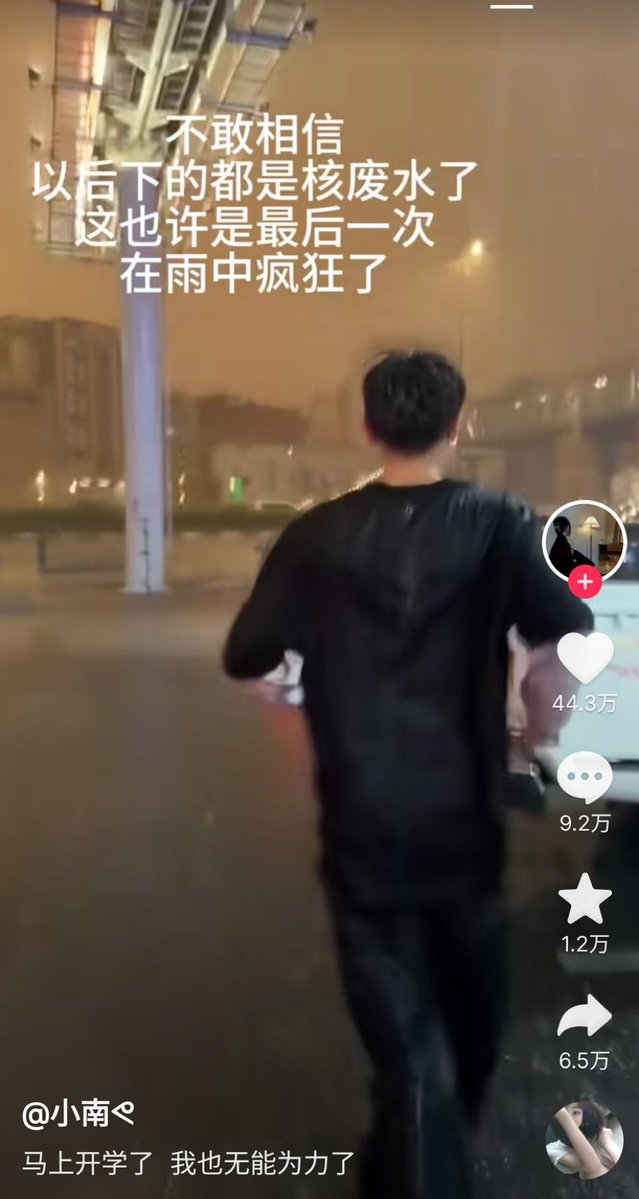 不敢相信
以后下的都是核废水了
这也许是最后一次
在雨中疯狂了
44.3万
9.2万
1.2万
6.5万
@小南
马上开学了 我也无能为力了